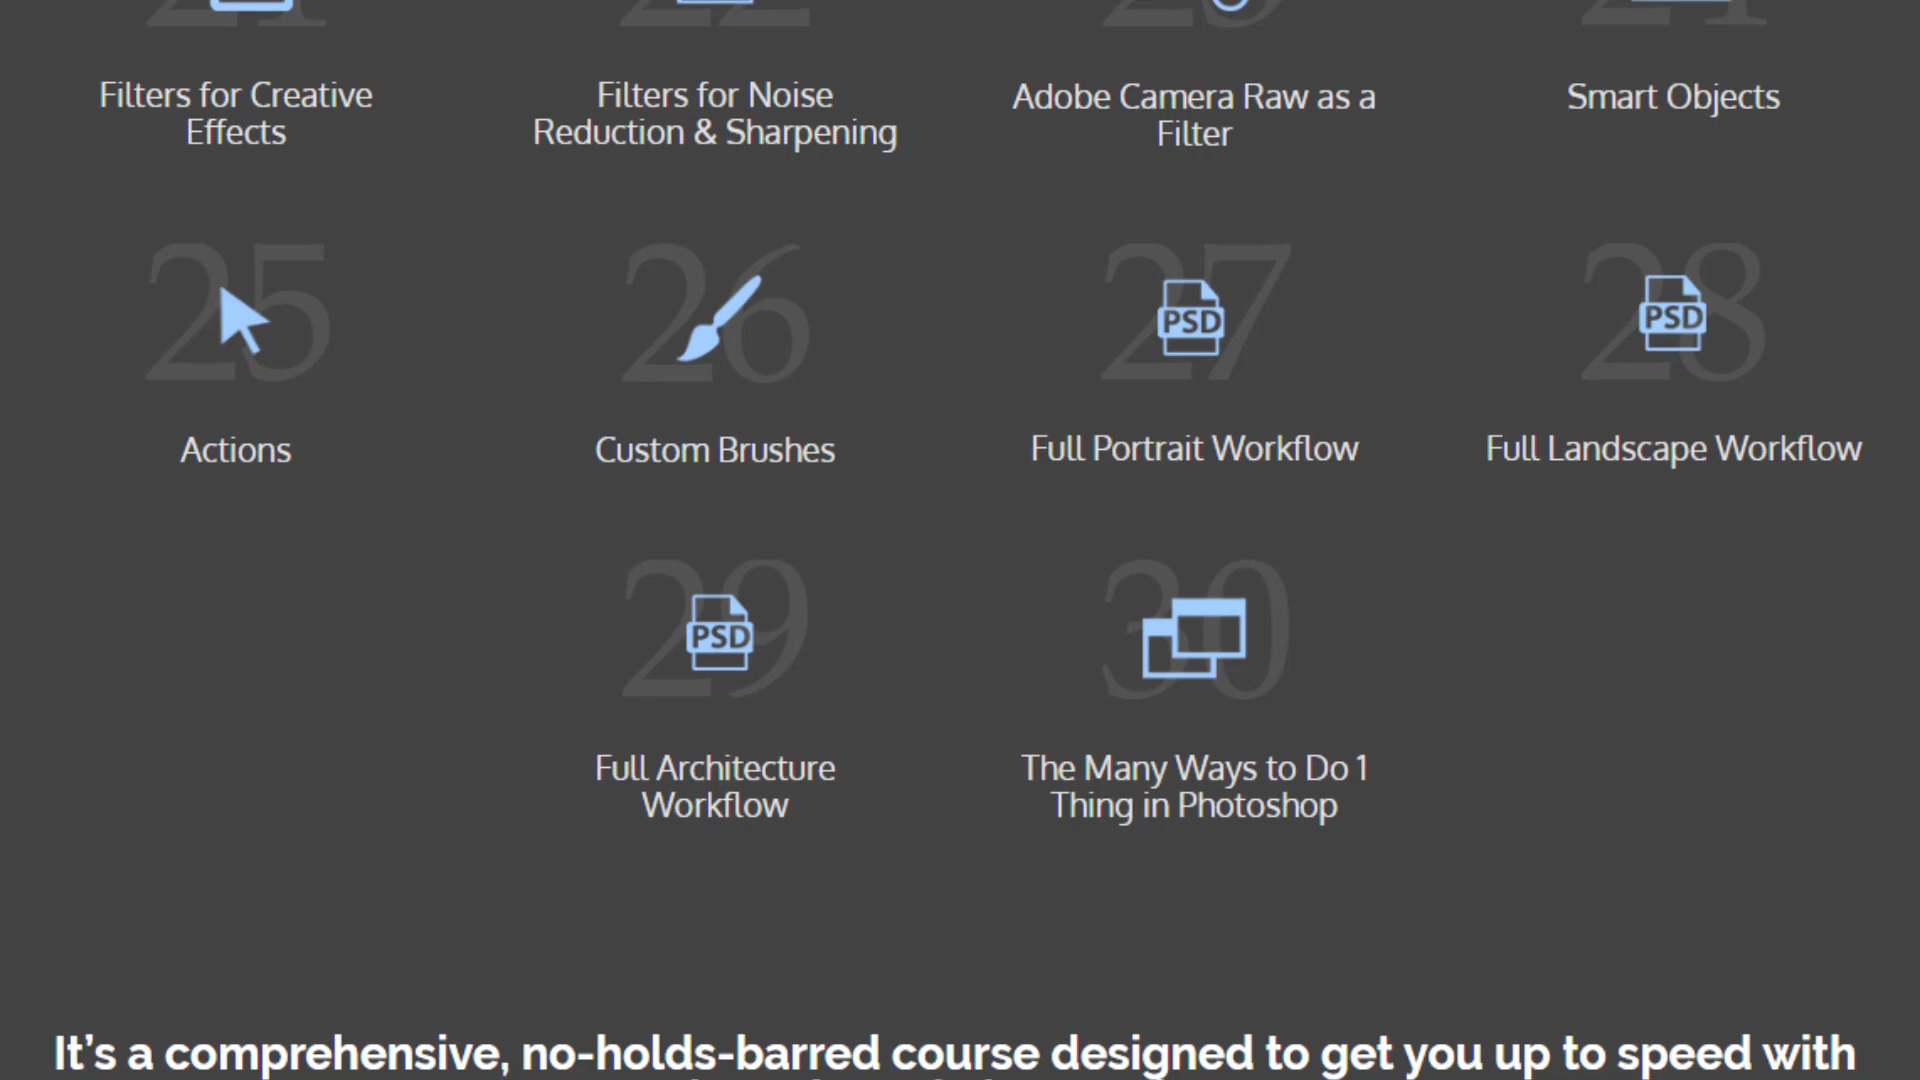 Filters for Creative
Effects
Filters for Noise
Reduction & Sharpening
Adobe Camera Raw as a
Filter
Smart Objects
25
Actions
26
Custom Brushes
27
PSD
Full Portrait Workflow
28
PSD
Full Landscape Workflow
29
PSD
Full Architecture
Workflow
30
The Many Ways to Do 1
Thing in Photoshop
It's a comprehensive, no-holds-barred course designed to get you up to speed with